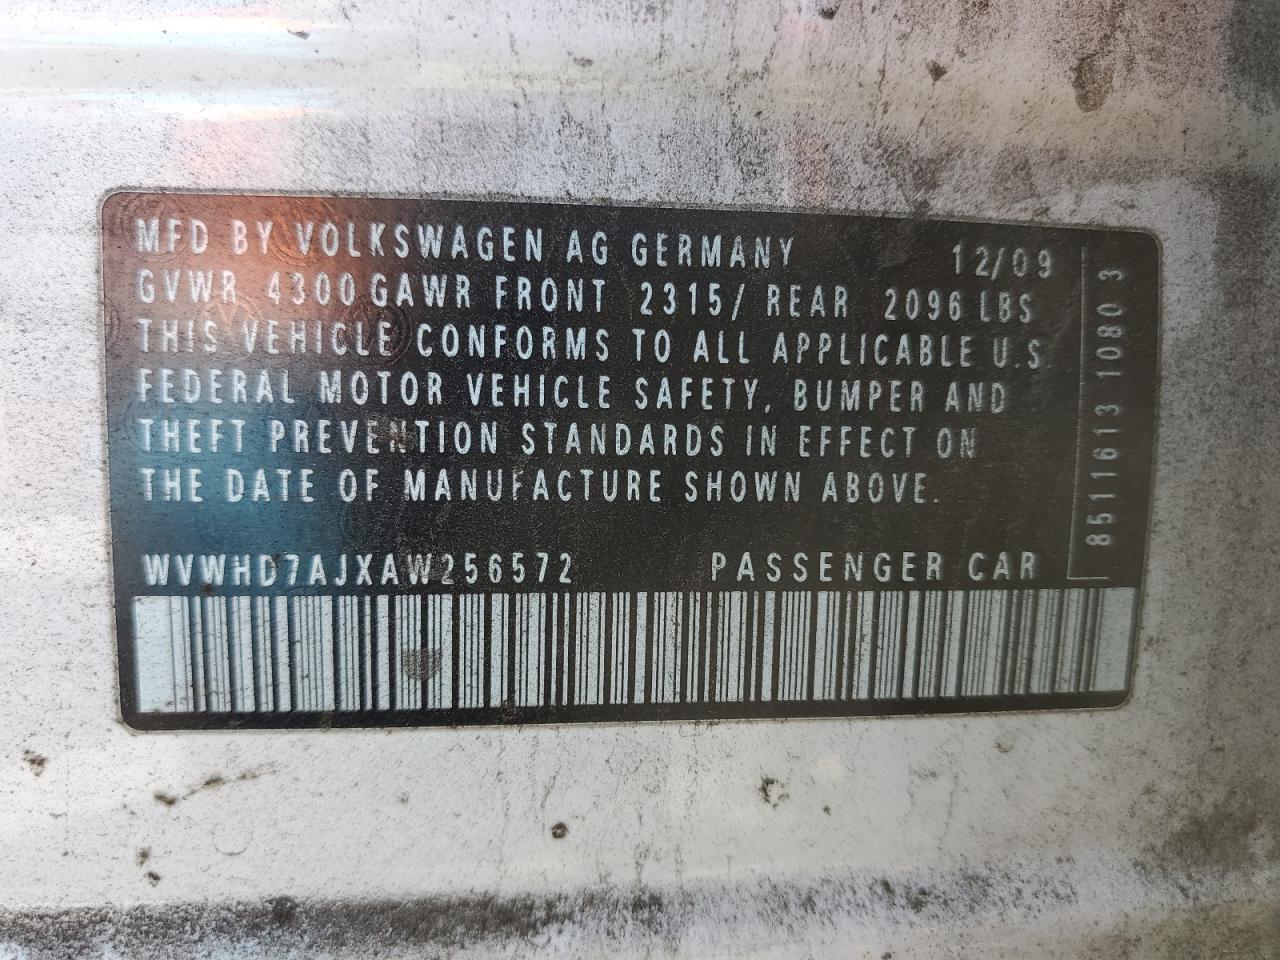 MFD BY VOLKSWAGEN AG GERMANY 12/09
GVWR 4300 GAWR FRONT 2315/ REAR 2096 LBS
THIS VEHICLE CONFORMS TO ALL APPLICABLE U.S
FEDERAL MOTOR VEHICLE SAFETY, BUMPER AND
THEFT PREVENTION STANDARDS IN EFFECT ON
THE DATE OF MANUFACTURE SHOWN ABOVE.
WVWHD7AJXAW256572 PASSENGER CAR
8511613 10803